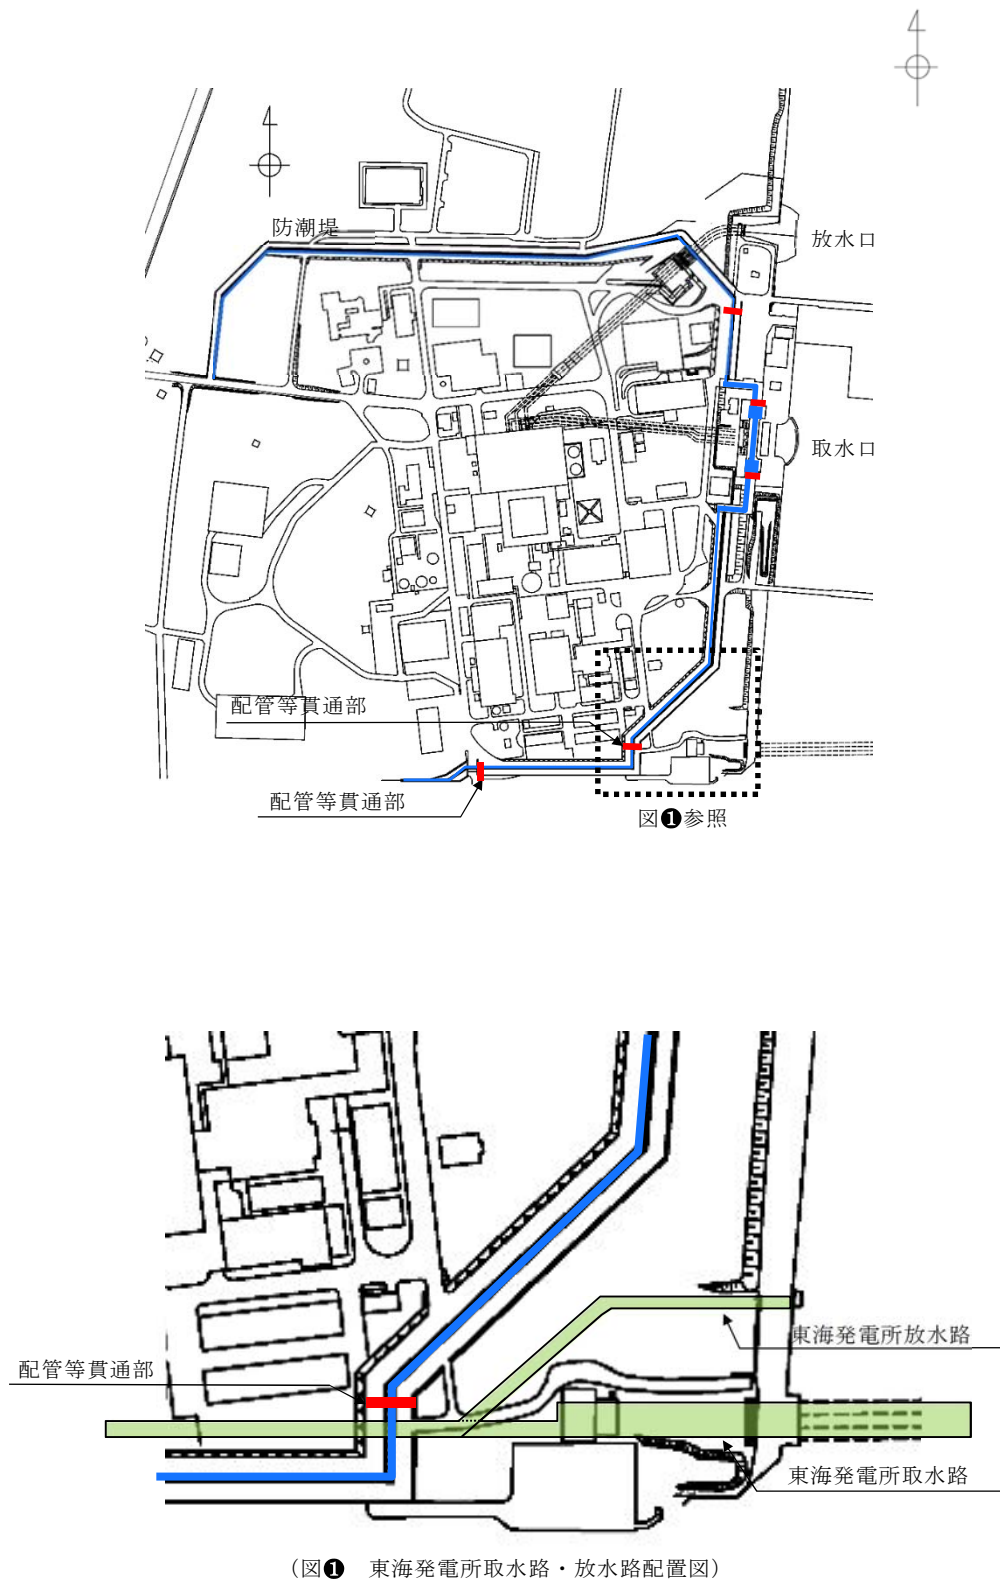 防潮堤
放水口
取水口
配管等貫通部
配管等貫通部
図❶参照
東海発電所放水路
配管等貫通部
東海発電所取水路
(図❶　東海発電所取水路・放水路配置図)